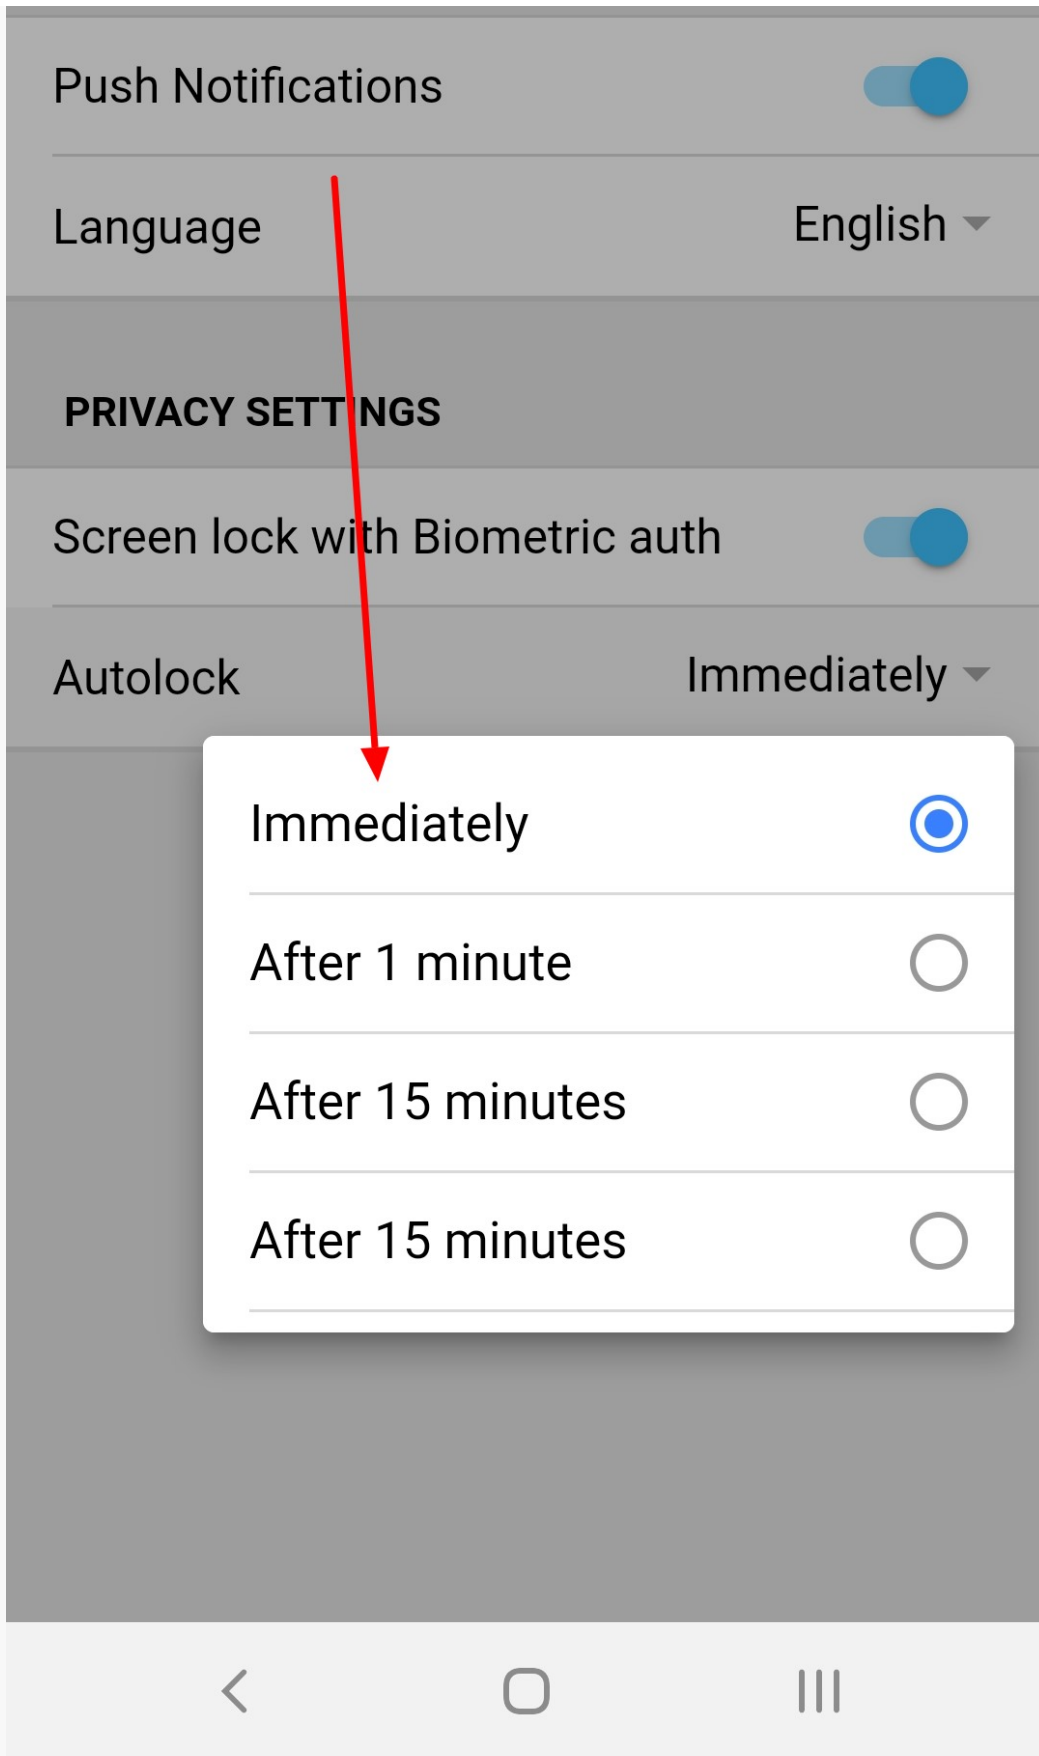 Push Notifications
Language English
PRIVACY SETTINGS
Screen lock with Biometric auth
Autolock Immediately
Immediately
After 1 minute
After 15 minutes
After 15 minutes